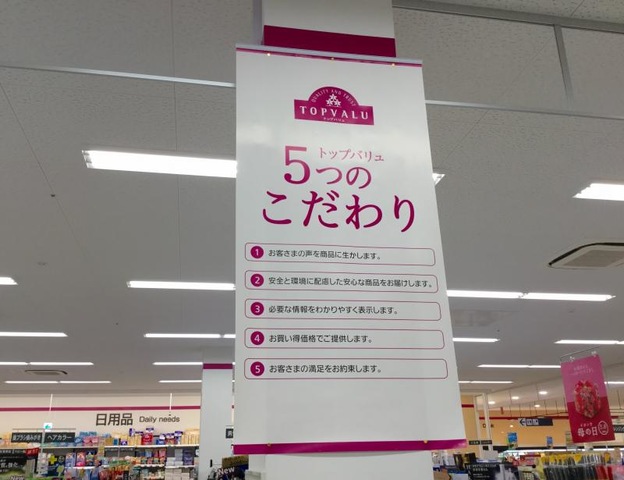 QUALITY AND TRUST
TOPVALU
トップバリュ
トップバリュ
5つの
こだわり
1 お客さまの声を商品に生かします。
2 安全と環境に配慮した安心な商品をお届けします。
3 必要な情報をわかりやすく表示します。
4 お買い得価格でご提供します。
5 お客さまの満足をお約束します。
日用品 Daily needs
ヘアカラー
母の日
New